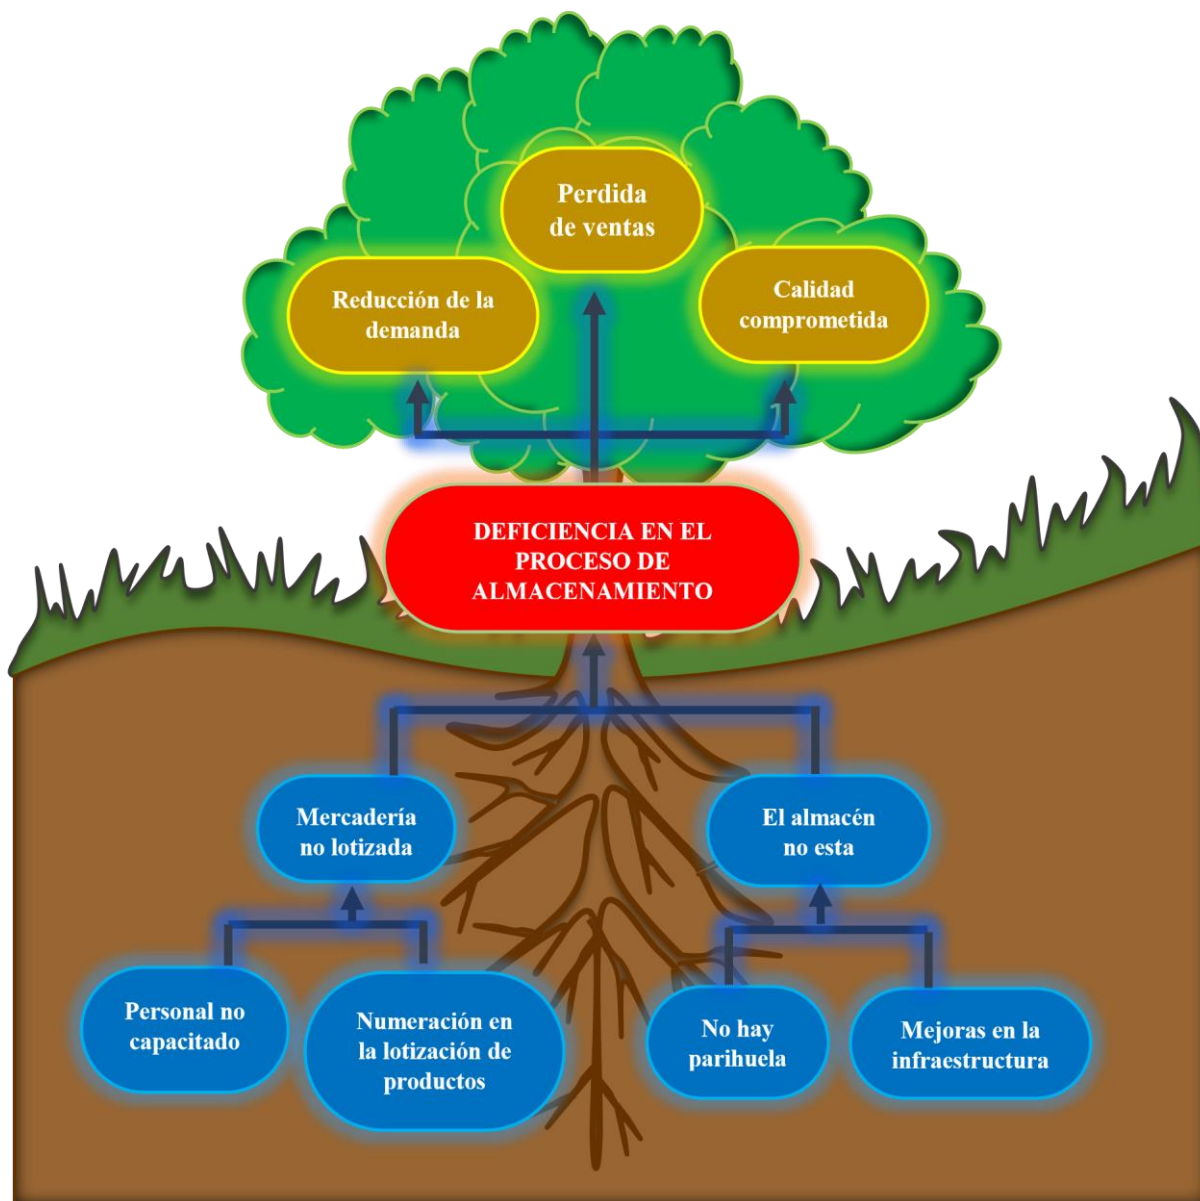 Perdida
de ventas
Reducción de la
demanda
Calidad
comprometida
DEFICIENCIA EN EL
PROCESO DE
ALMACENAMIENTO
Mercadería
no lotizada
El almacén
no esta
Personal no
capacitado
Numeración en
la lotización de
productos
No hay
parihuela
Mejoras en la
infraestructura